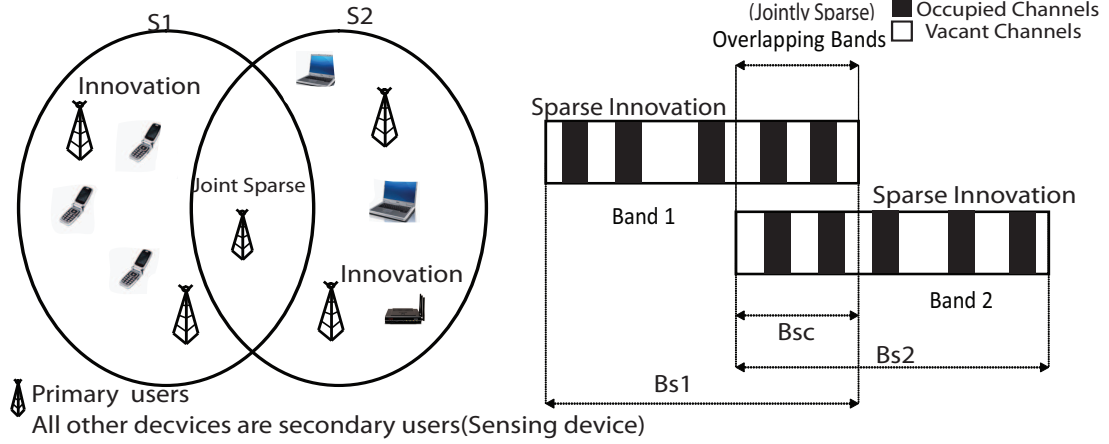 S1
S2
Innovation
Joint Sparse
Innovation
Primary users
All other decvices are secondary users(Sensing device)
(Jointly Sparse)
Overlapping Bands
Occupied Channels
Vacant Channels
Sparse Innovation
Band 1
Sparse Innovation
Band 2
Bsc
Bs2
Bs1